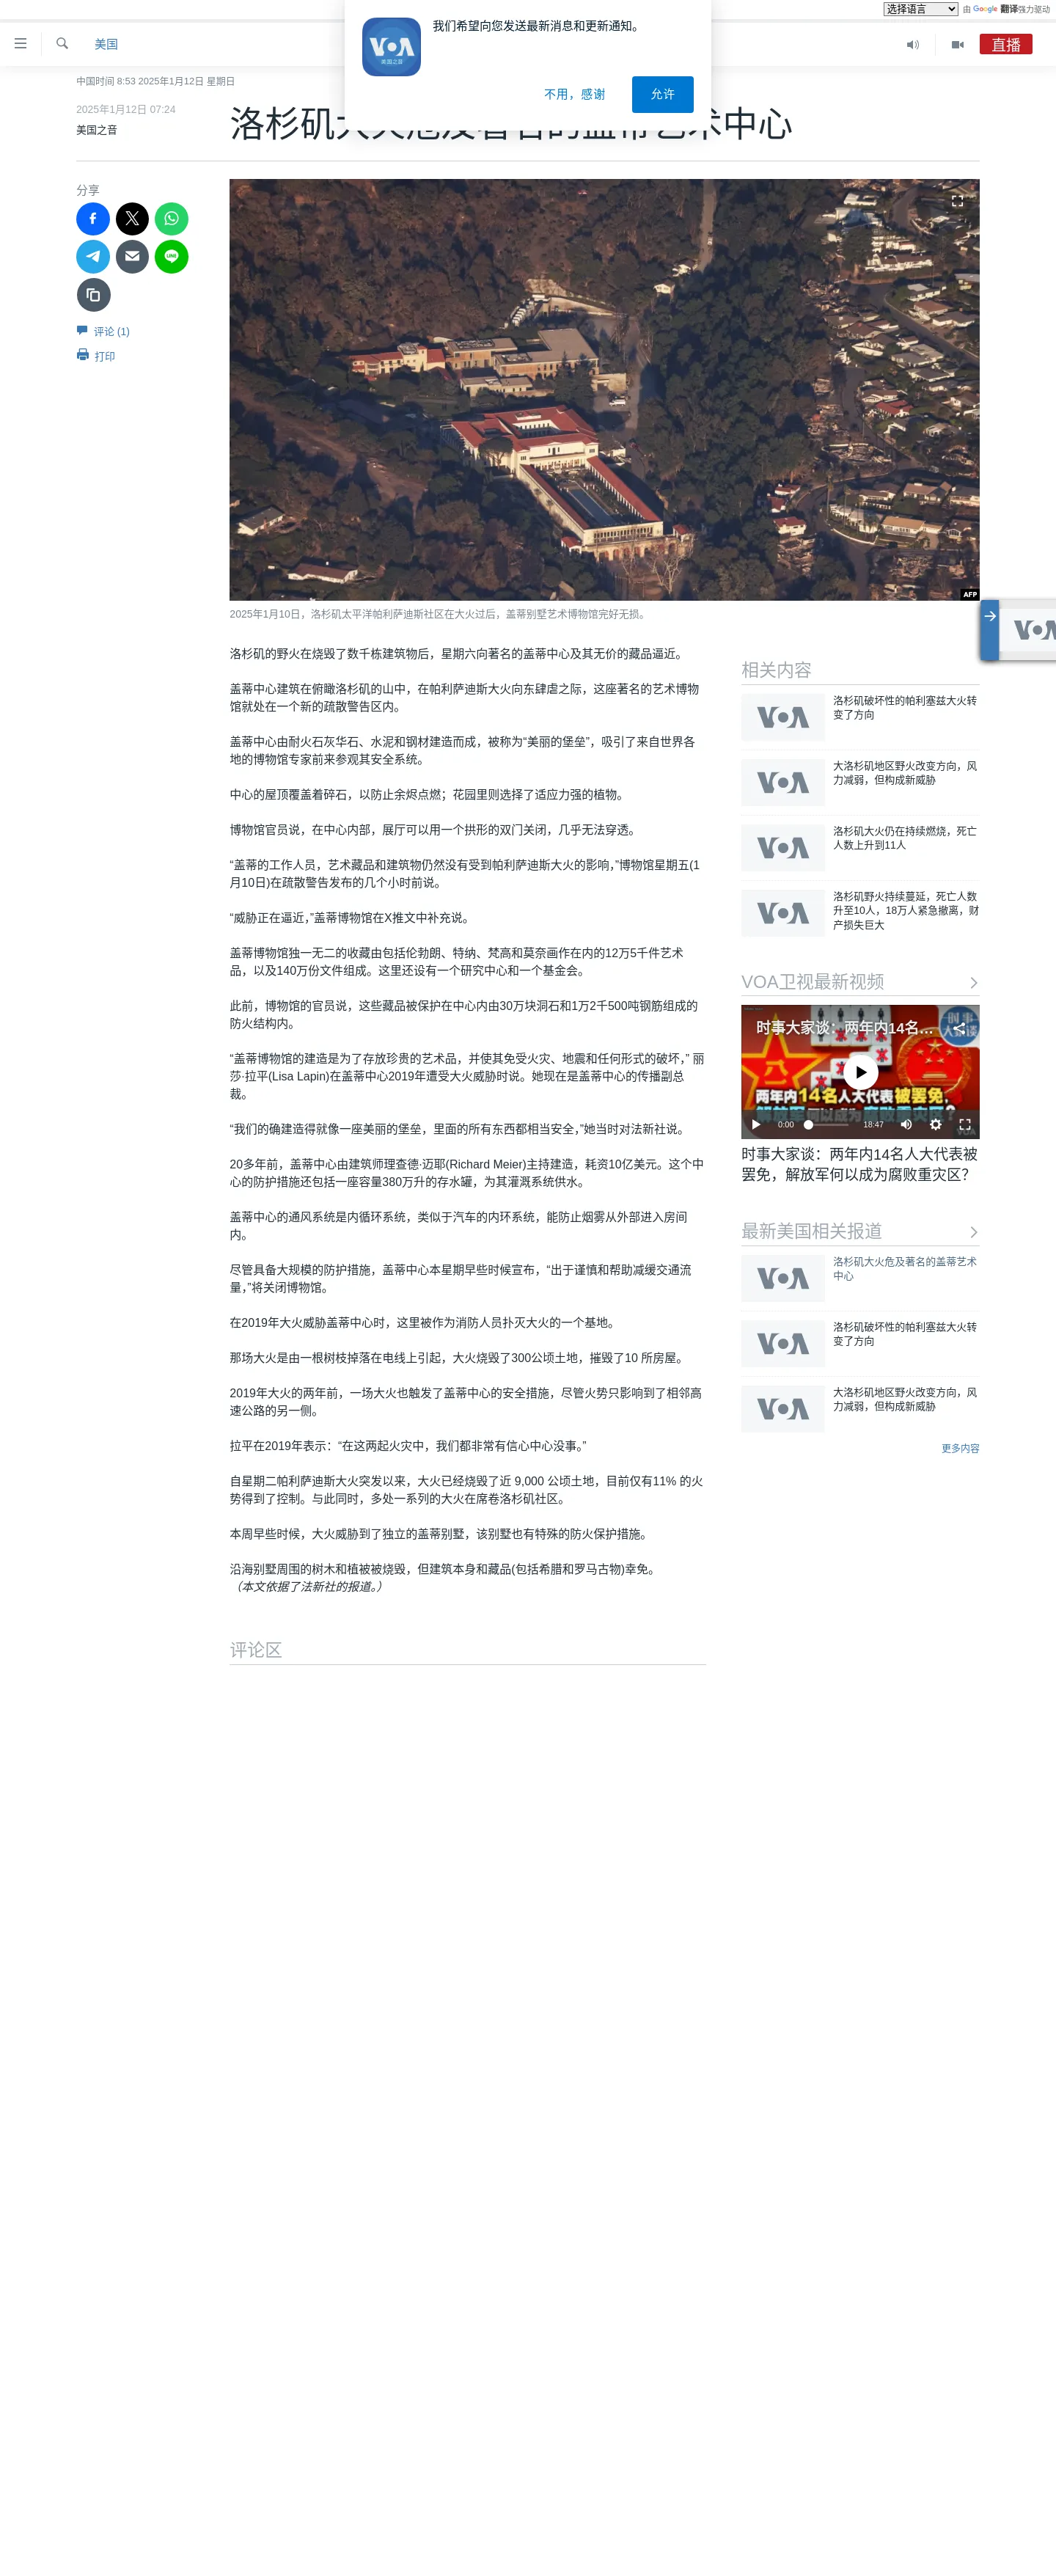 选择语言 由 Google 翻译强力驱动
美国
直播
VOA
美国之音
我们希望向您发送最新消息和更新通知。
不用，感谢
允许
中国时间 8:53 2025年1月12日 星期日
2025年1月12日 07:24
美国之音
洛杉矶大火危及著名的盖蒂艺术中心
分享
评论 (1)
打印
AFP
2025年1月10日，洛杉矶太平洋帕利萨迪斯社区在大火过后，盖蒂别墅艺术博物馆完好无损。
洛杉矶的野火在烧毁了数千栋建筑物后，星期六向著名的盖蒂中心及其无价的藏品逼近。
盖蒂中心建筑在俯瞰洛杉矶的山中，在帕利萨迪斯大火向东肆虐之际，这座著名的艺术博物
馆就处在一个新的疏散警告区内。
盖蒂中心由耐火石灰华石、水泥和钢材建造而成，被称为“美丽的堡垒”，吸引了来自世界各
地的博物馆专家前来参观其安全系统。
中心的屋顶覆盖着碎石，以防止余烬点燃；花园里则选择了适应力强的植物。
博物馆官员说，在中心内部，展厅可以用一个拱形的双门关闭，几乎无法穿透。
“盖蒂的工作人员，艺术藏品和建筑物仍然没有受到帕利萨迪斯大火的影响，”博物馆星期五(1
月10日)在疏散警告发布的几个小时前说。
“威胁正在逼近，”盖蒂博物馆在X推文中补充说。
盖蒂博物馆独一无二的收藏由包括伦勃朗、特纳、梵高和莫奈画作在内的12万5千件艺术
品，以及140万份文件组成。这里还设有一个研究中心和一个基金会。
此前，博物馆的官员说，这些藏品被保护在中心内由30万块洞石和1万2千500吨钢筋组成的
防火结构内。
“盖蒂博物馆的建造是为了存放珍贵的艺术品，并使其免受火灾、地震和任何形式的破坏，” 丽
莎·拉平(Lisa Lapin)在盖蒂中心2019年遭受大火威胁时说。她现在是盖蒂中心的传播副总
裁。
“我们的确建造得就像一座美丽的堡垒，里面的所有东西都相当安全，”她当时对法新社说。
20多年前，盖蒂中心由建筑师理查德·迈耶(Richard Meier)主持建造，耗资10亿美元。这个中
心的防护措施还包括一座容量380万升的存水罐，为其灌溉系统供水。
盖蒂中心的通风系统是内循环系统，类似于汽车的内环系统，能防止烟雾从外部进入房间
内。
尽管具备大规模的防护措施，盖蒂中心本星期早些时候宣布，“出于谨慎和帮助减缓交通流
量，”将关闭博物馆。
在2019年大火威胁盖蒂中心时，这里被作为消防人员扑灭大火的一个基地。
那场大火是由一根树枝掉落在电线上引起，大火烧毁了300公顷土地，摧毁了10 所房屋。
2019年大火的两年前，一场大火也触发了盖蒂中心的安全措施，尽管火势只影响到了相邻高
速公路的另一侧。
拉平在2019年表示：“在这两起火灾中，我们都非常有信心中心没事。”
自星期二帕利萨迪斯大火突发以来，大火已经烧毁了近 9,000 公顷土地，目前仅有11% 的火
势得到了控制。与此同时，多处一系列的大火在席卷洛杉矶社区。
本周早些时候，大火威胁到了独立的盖蒂别墅，该别墅也有特殊的防火保护措施。
沿海别墅周围的树木和植被被烧毁，但建筑本身和藏品(包括希腊和罗马古物)幸免。
（本文依据了法新社的报道。）
评论区
VOA
相关内容
VOA
洛杉矶破坏性的帕利塞兹大火转
变了方向
VOA
大洛杉矶地区野火改变方向，风
力减弱，但构成新威胁
VOA
洛杉矶大火仍在持续燃烧，死亡
人数上升到11人
VOA
洛杉矶野火持续蔓延，死亡人数
升至10人，18万人紧急撤离，财
产损失巨大
VOA卫视最新视频
时事大家谈：两年内14名...
时事
大家谈
两年内14名人大代表被罢免，
解放军何以成为腐败重灾区？
0:00
18:47
时事大家谈：两年内14名人大代表被
罢免，解放军何以成为腐败重灾区？
最新美国相关报道
VOA
洛杉矶大火危及著名的盖蒂艺术
中心
VOA
洛杉矶破坏性的帕利塞兹大火转
变了方向
VOA
大洛杉矶地区野火改变方向，风
力减弱，但构成新威胁
更多内容